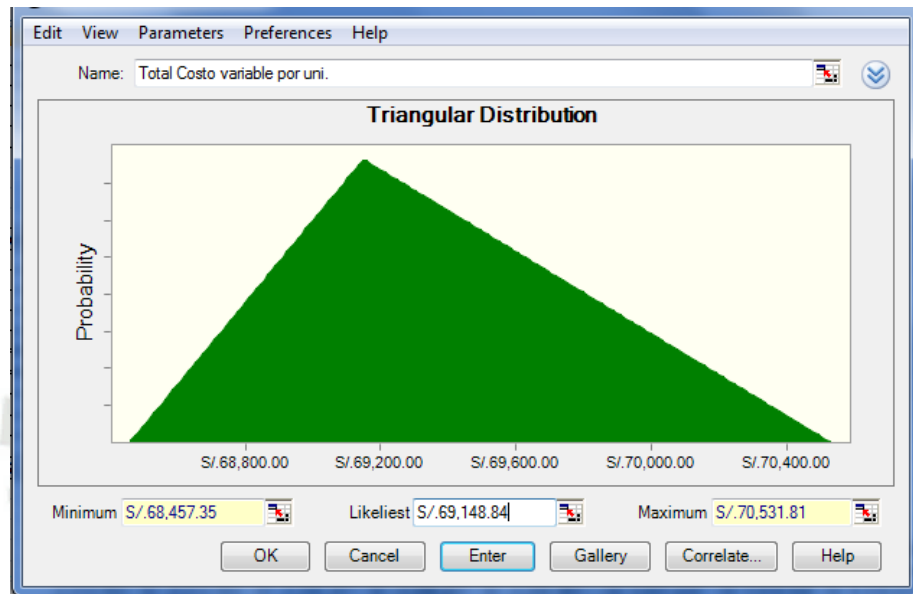 Edit View Parameters Preferences Help
Name: Total Costo variable por uni.
Triangular Distribution
Probability
S/.68,800.00 S/.69,200.00 S/.69,600.00 S/.70,000.00 S/.70,400.00
Minimum S/.68,457.35 Likeliest S/.69,148.84 Maximum S/.70,531.81
OK Cancel Enter Gallery Correlate... Help